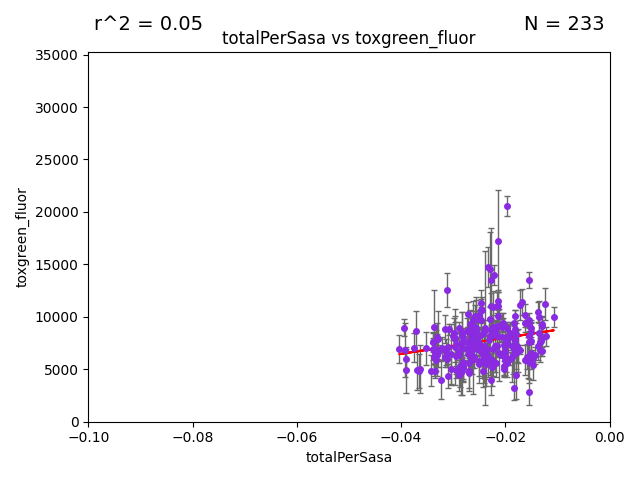 r^2 = 0.05
N = 233
totalPerSasa vs toxgreen_fluor
35000
30000
25000
20000
15000
10000
5000
0
toxgreen_fluor
−0.10
−0.08
−0.06
−0.04
−0.02
0.00
totalPerSasa